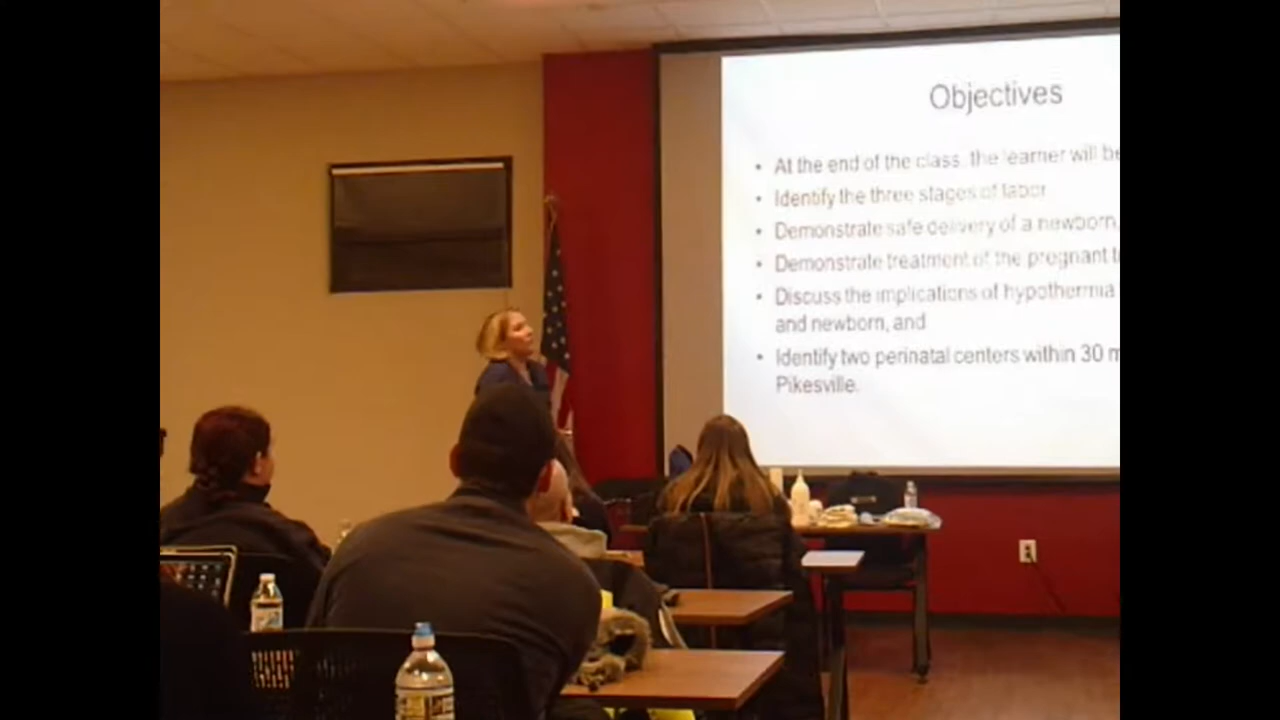 Objectives
• At the end of the class, the learner will be
• Identify the three stages of labor
• Demonstrate safe delivery of a newborn,
• Demonstrate treatment of the pregnant
• Discuss the implications of hypothermia
and newborn, and
• Identify two perinatal centers within 30
Pikesville.